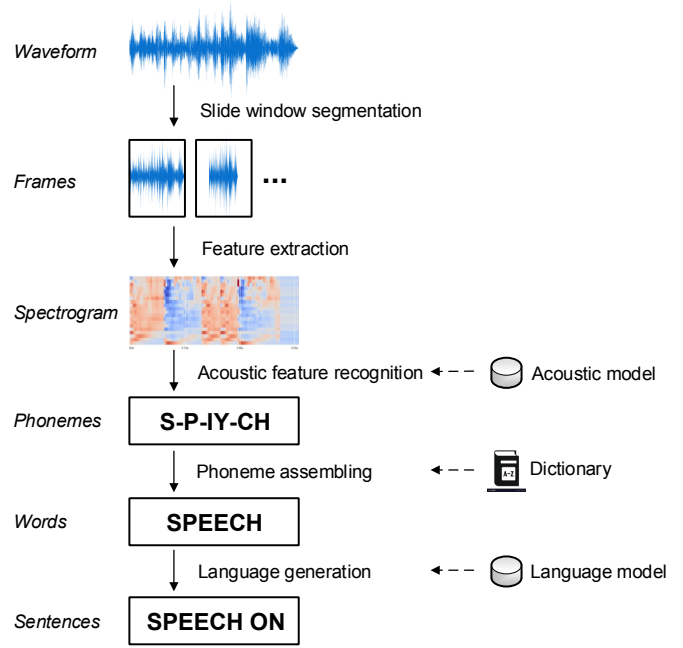 Waveform
Slide window segmentation
Frames
...
Feature extraction
Spectrogram
Acoustic feature recognition
Acoustic model
Phonemes
S-P-IY-CH
Phoneme assembling
A-Z
Dictionary
Words
SPEECH
Language generation
Language model
Sentences
SPEECH ON